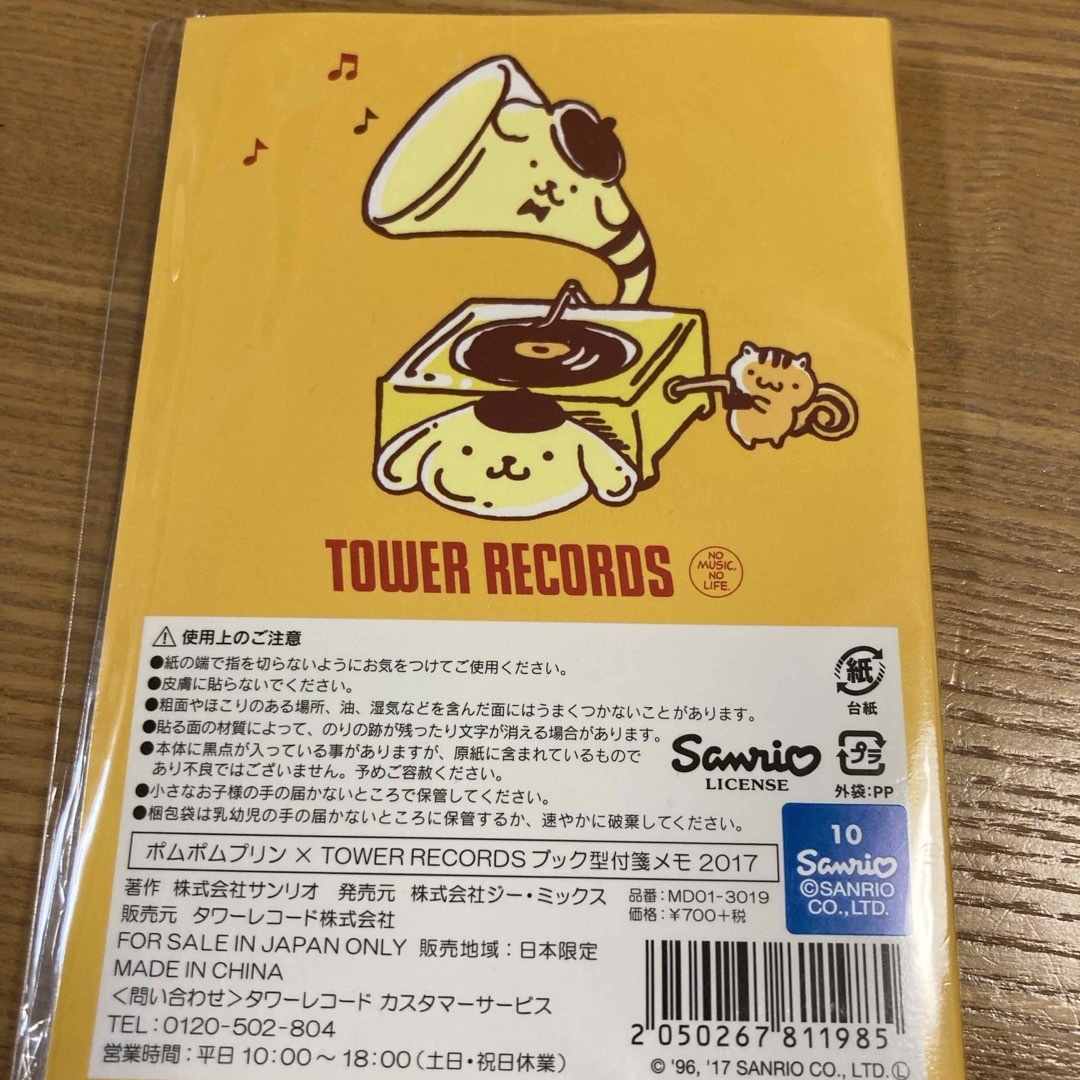 TOWER RECORDS
NO
MUSIC,
NO
LIFE.
⚠ 使用上のご注意
●紙の端で指を切らないようにお気をつけてご使用ください。
●皮膚に貼らないでください。
●粗面やほこりのある場所、油、湿気などを含んだ面にはうまくつかないことがあります。
●貼る面の材質によって、のりの跡が残ったり文字が消える場合があります。
●本体に黒点が入っている事がありますが、原紙に含まれているもので
あり不良ではございません。予めご容赦ください。
●小さなお子様の手の届かないところで保管してください。
●梱包袋は乳幼児の手の届かないところに保管するか、速やかに破棄してください。
紙
台紙
Sanrio
LICENSE
プラ
外袋:PP
10
Sanrio
©SANRIO
CO.,LTD.
ポムポムプリン × TOWER RECORDS ブック型付箋メモ 2017
著作 株式会社サンリオ 発売元 株式会社ジー・ミックス
販売元 タワーレコード株式会社
FOR SALE IN JAPAN ONLY 販売地域:日本限定
MADE IN CHINA
<問い合わせ>タワーレコード カスタマーサービス
TEL:0120-502-804
営業時間:平日10:00~18:00(土日・祝日休業)
品番:MD01-3019
価格:¥700+税
2 050267 811985
© '96, '17 SANRIO CO., LTD. Ⓛ